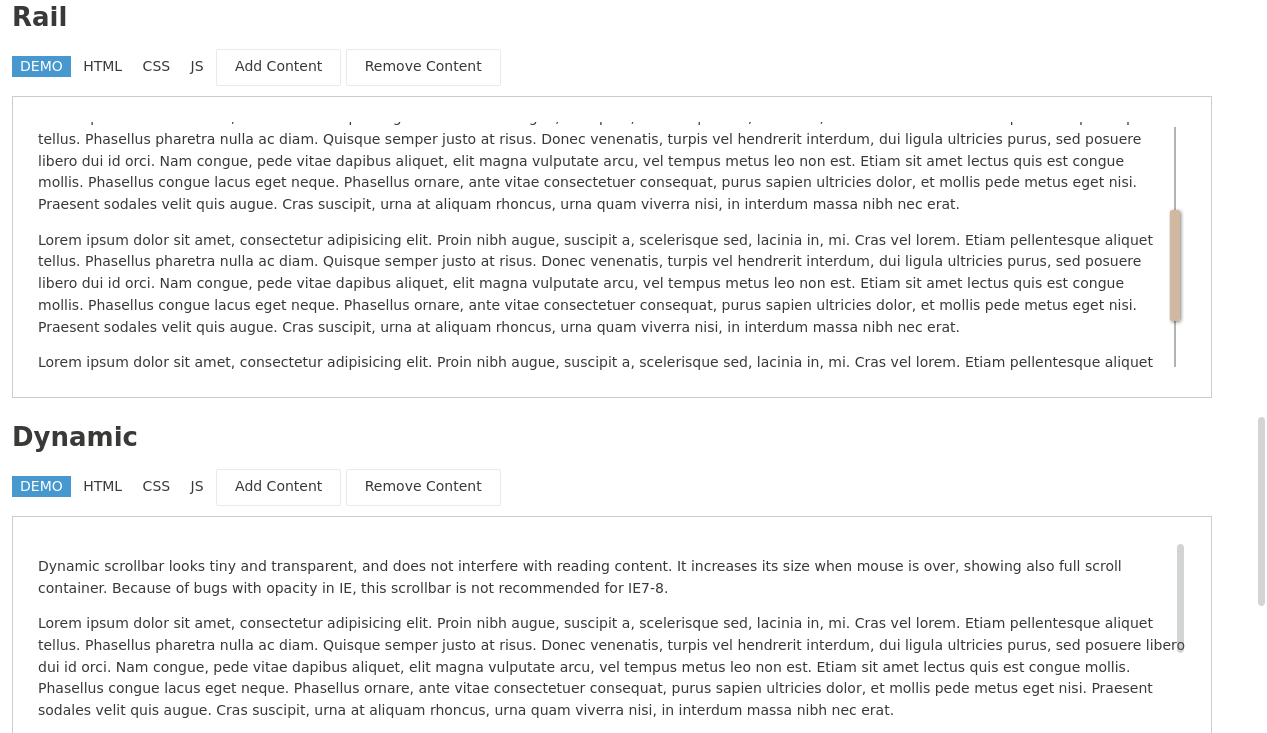 Rail
DEMO HTML CSS JS Add Content Remove Content
tellus. Phasellus pharetra nulla ac diam. Quisque semper justo at risus. Donec venenatis, turpis vel hendrerit interdum, dui ligula ultricies purus, sed posuere
libero dui id orci. Nam congue, pede vitae dapibus aliquet, elit magna vulputate arcu, vel tempus metus leo non est. Etiam sit amet lectus quis est congue
mollis. Phasellus congue lacus eget neque. Phasellus ornare, ante vitae consectetuer consequat, purus sapien ultricies dolor, et mollis pede metus eget nisi.
Praesent sodales velit quis augue. Cras suscipit, urna at aliquam rhoncus, urna quam viverra nisi, in interdum massa nibh nec erat.
Lorem ipsum dolor sit amet, consectetur adipisicing elit. Proin nibh augue, suscipit a, scelerisque sed, lacinia in, mi. Cras vel lorem. Etiam pellentesque aliquet
tellus. Phasellus pharetra nulla ac diam. Quisque semper justo at risus. Donec venenatis, turpis vel hendrerit interdum, dui ligula ultricies purus, sed posuere
libero dui id orci. Nam congue, pede vitae dapibus aliquet, elit magna vulputate arcu, vel tempus metus leo non est. Etiam sit amet lectus quis est congue
mollis. Phasellus congue lacus eget neque. Phasellus ornare, ante vitae consectetuer consequat, purus sapien ultricies dolor, et mollis pede metus eget nisi.
Praesent sodales velit quis augue. Cras suscipit, urna at aliquam rhoncus, urna quam viverra nisi, in interdum massa nibh nec erat.
Lorem ipsum dolor sit amet, consectetur adipisicing elit. Proin nibh augue, suscipit a, scelerisque sed, lacinia in, mi. Cras vel lorem. Etiam pellentesque aliquet
Dynamic
DEMO HTML CSS JS Add Content Remove Content
Dynamic scrollbar looks tiny and transparent, and does not interfere with reading content. It increases its size when mouse is over, showing also full scroll
container. Because of bugs with opacity in IE, this scrollbar is not recommended for IE7-8.
Lorem ipsum dolor sit amet, consectetur adipisicing elit. Proin nibh augue, suscipit a, scelerisque sed, lacinia in, mi. Cras vel lorem. Etiam pellentesque aliquet
tellus. Phasellus pharetra nulla ac diam. Quisque semper justo at risus. Donec venenatis, turpis vel hendrerit interdum, dui ligula ultricies purus, sed posuere libero
dui id orci. Nam congue, pede vitae dapibus aliquet, elit magna vulputate arcu, vel tempus metus leo non est. Etiam sit amet lectus quis est congue mollis.
Phasellus congue lacus eget neque. Phasellus ornare, ante vitae consectetuer consequat, purus sapien ultricies dolor, et mollis pede metus eget nisi. Praesent
sodales velit quis augue. Cras suscipit, urna at aliquam rhoncus, urna quam viverra nisi, in interdum massa nibh nec erat.